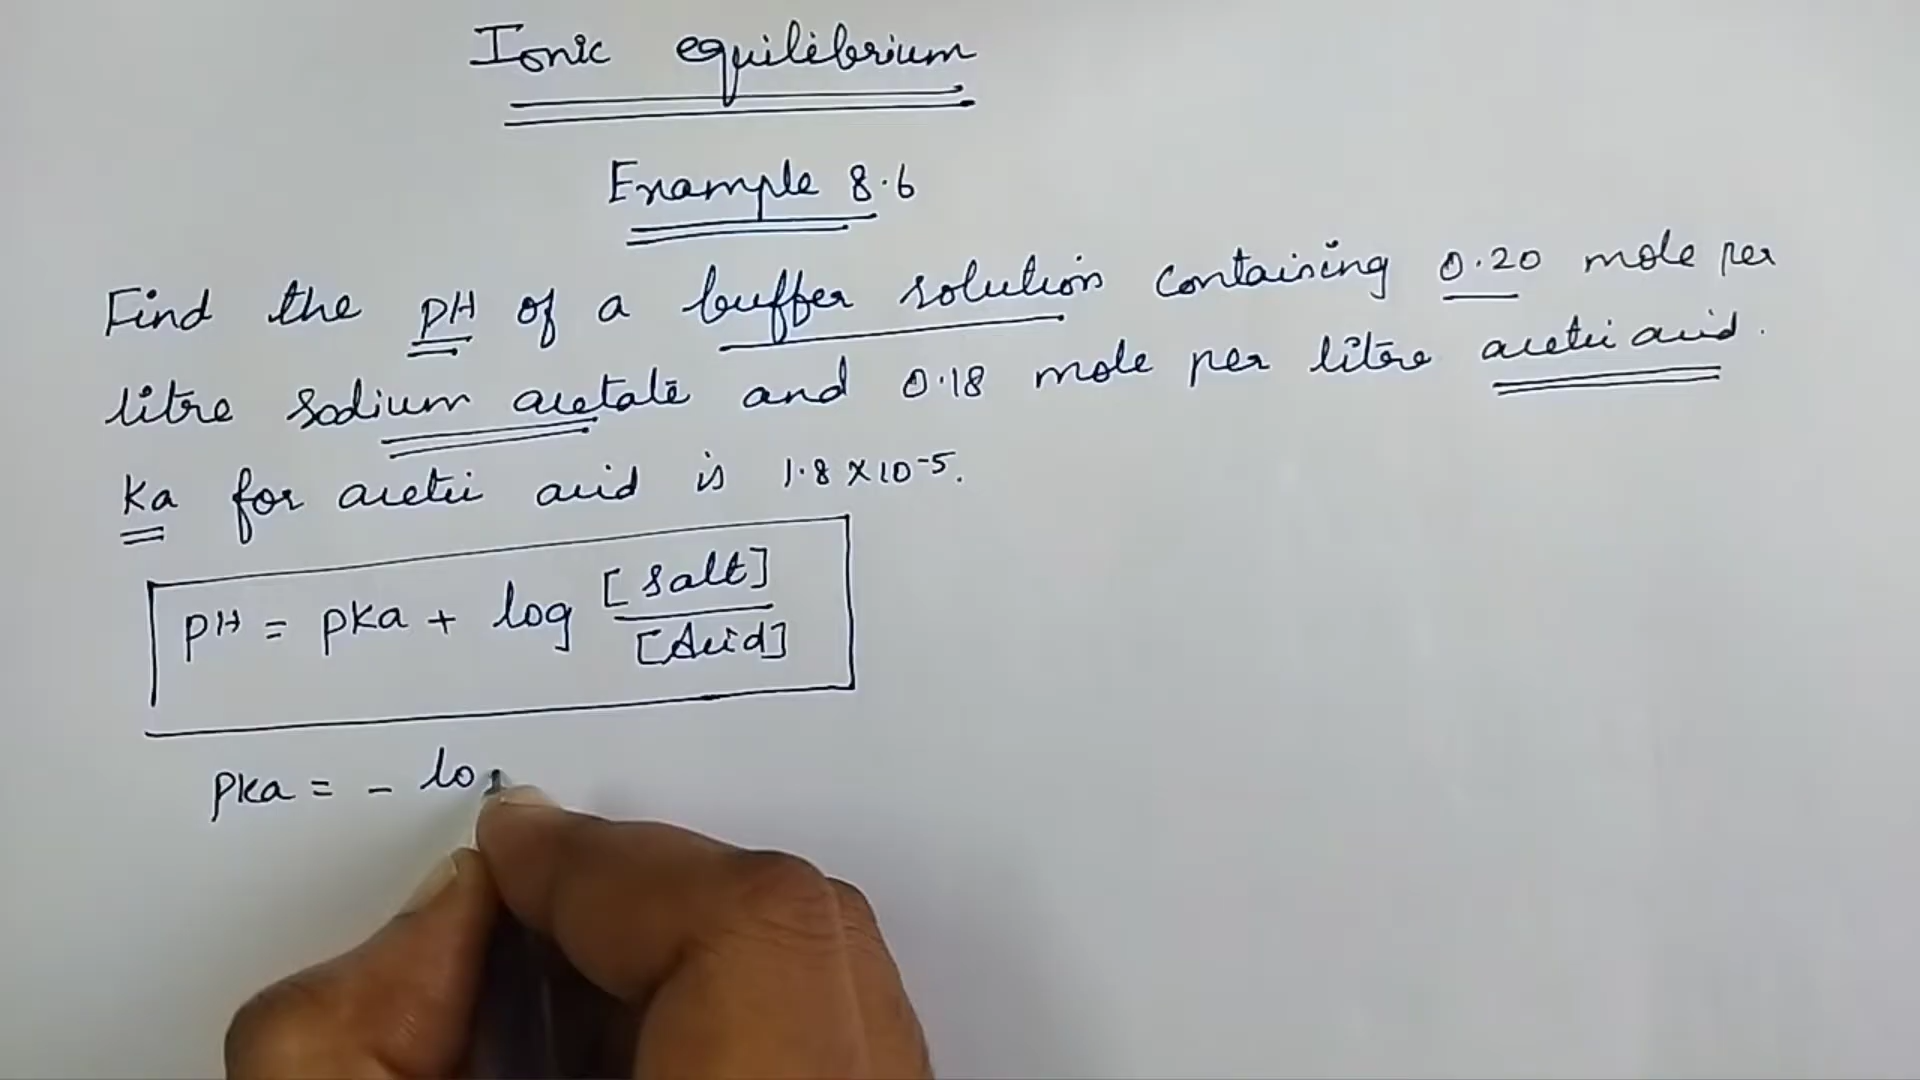 Ionic equilibrium
Example 8.6
Find the pH of a buffer solution containing 0.20 mole per
litre sodium acetate and 0.18 mole per litre acetic acid.
Ka for acetic acid is 1.8 × 10⁻⁵.
pH = pKa + log [salt] / [Acid]
pKa = - lo